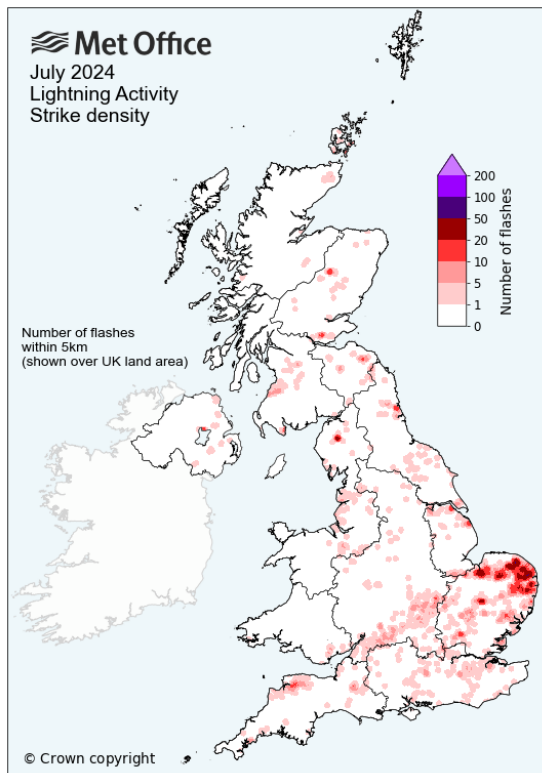 Met Office
July 2024
Lightning Activity
Strike density
200
100
50
20
10
5
1
0
Number of flashes
Number of flashes
within 5km
(shown over UK land area)
© Crown copyright